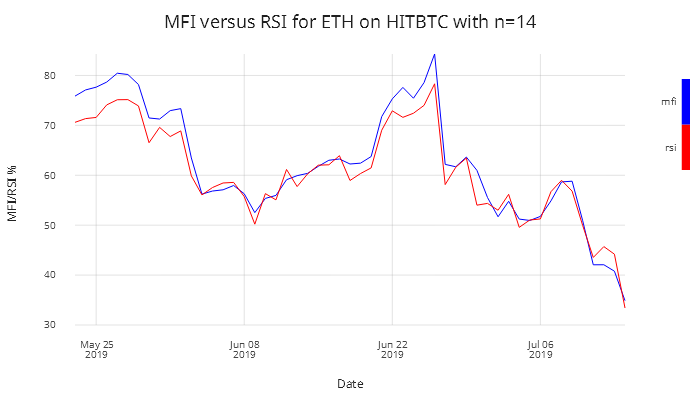 MFI versus RSI for ETH on HITBTC with n=14
mfi
rsi
MFI/RSI %
80
70
60
50
40
30
May 25
2019
Jun 08
2019
Jun 22
2019
Jul 06
2019
Date